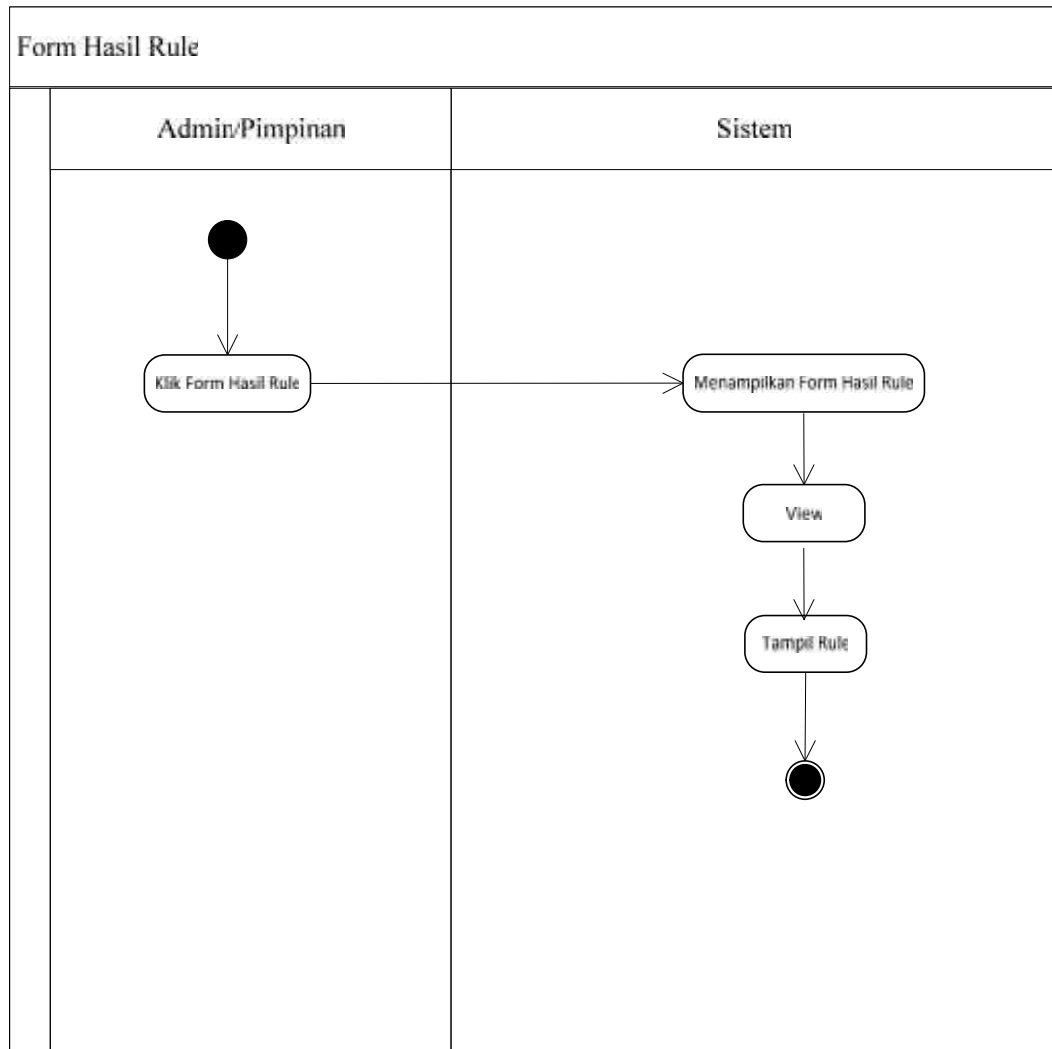 Form Hasil Rule
Admin/Pimpinan
Sistem
Klik Form Hasil Rule
Menampilkan Form Hasil Rule
View
Tampil Rule